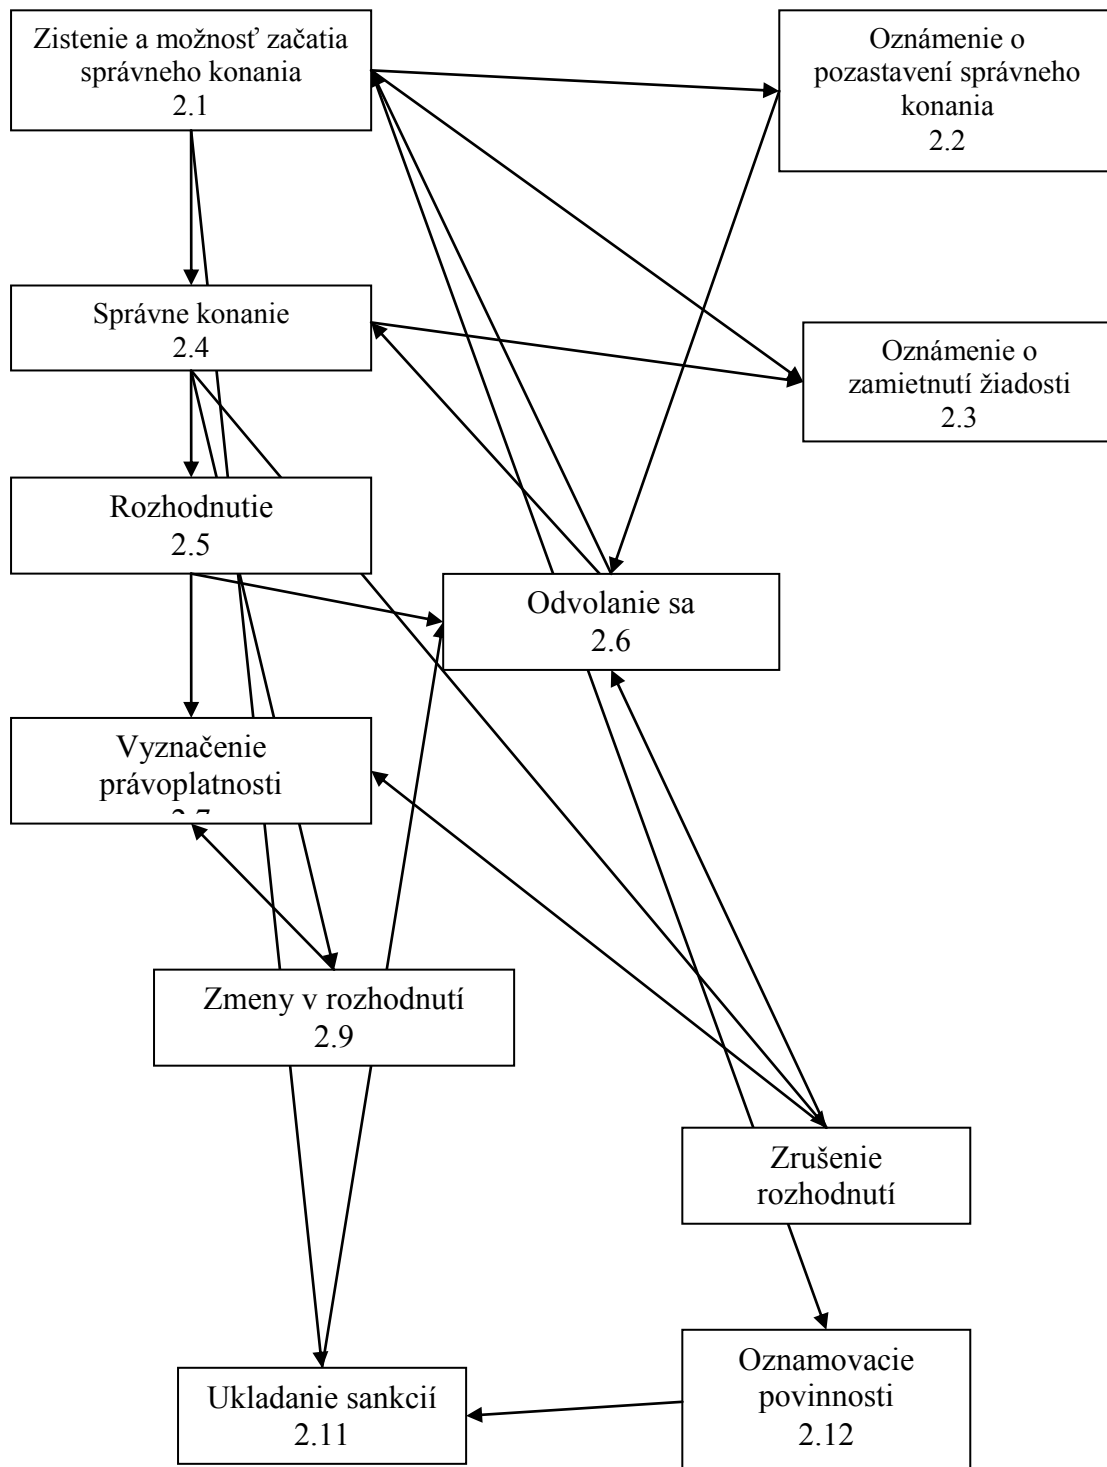 Zistenie a možnosť začatia
správneho konania
2.1
Oznámenie o
pozastavení správneho
konania
2.2
Správne konanie
2.4
Oznámenie o
zamietnutí žiadosti
2.3
Rozhodnutie
2.5
Odvolanie sa
2.6
Vyznačenie
právoplatnosti
2.7
Zmeny v rozhodnutí
2.9
Zrušenie
rozhodnutí
Ukladanie sankcií
2.11
Oznamovacie
povinnosti
2.12